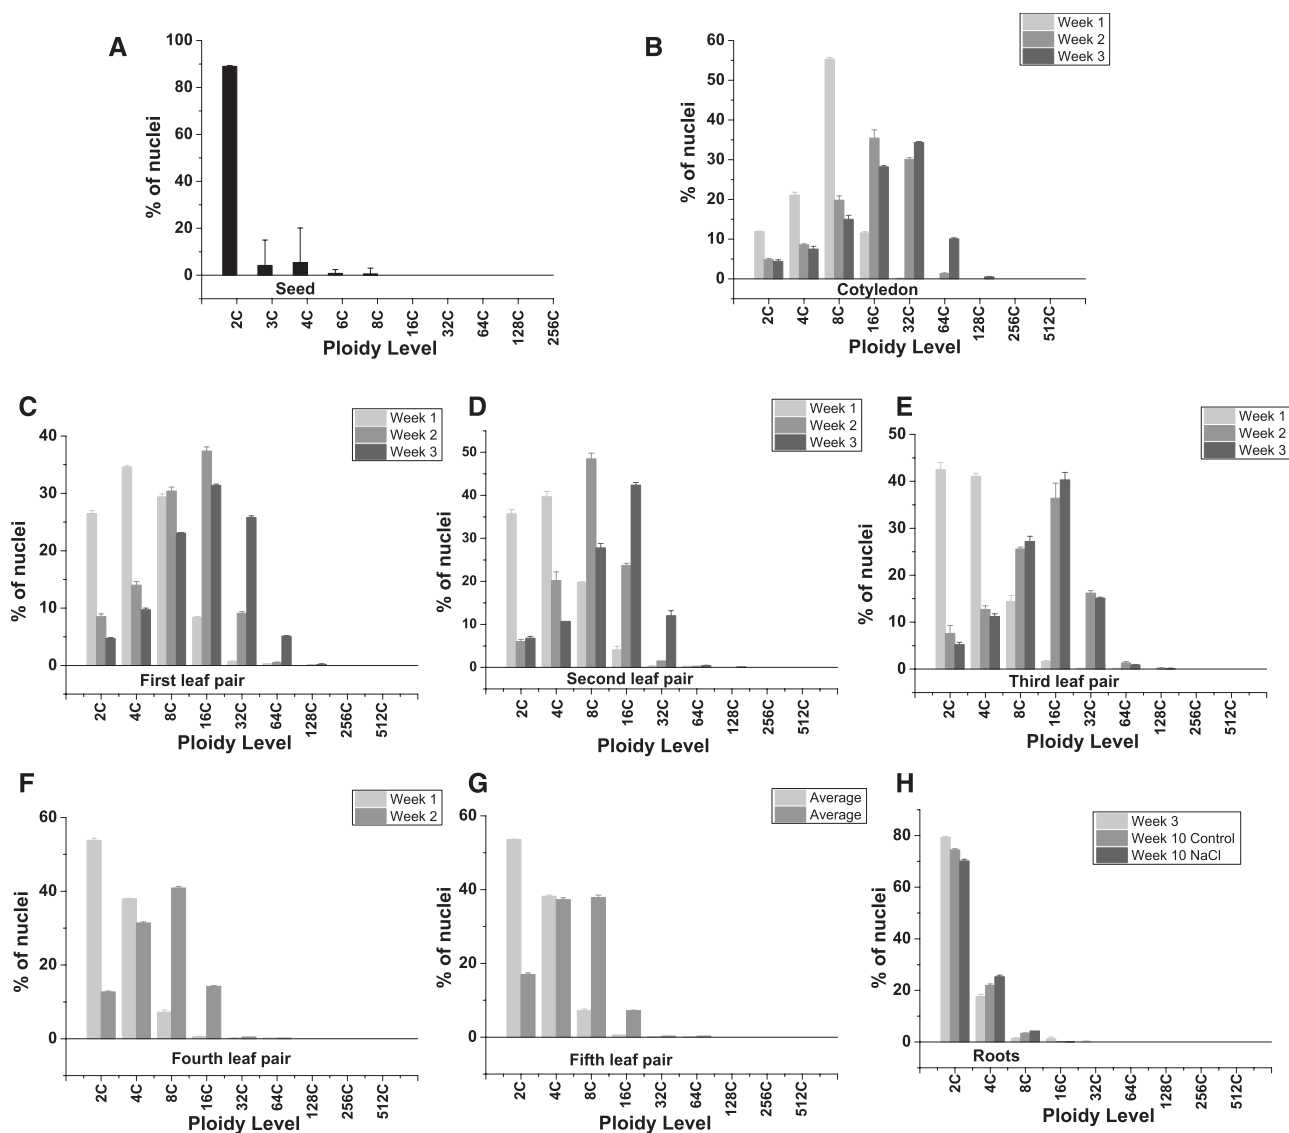 A
100
80
60
40
20
0
% of nuclei
Seed
2C 3C 4C 6C 8C 16C 32C 64C 128C 256C
Ploidy Level
B
Week 1
Week 2
Week 3
60
50
40
30
20
10
0
% of nuclei
Cotyledon
2C 4C 8C 16C 32C 64C 128C 256C 512C
Ploidy Level
C
Week 1
Week 2
Week 3
40
30
20
10
0
% of nuclei
First leaf pair
2C 4C 8C 16C 32C 64C 128C 256C 512C
Ploidy Level
D
Week 1
Week 2
Week 3
50
40
30
20
10
0
% of nuclei
Second leaf pair
2C 4C 8C 16C 32C 64C 128C 256C 512C
Ploidy Level
E
Week 1
Week 2
Week 3
50
40
30
20
10
0
% of nuclei
Third leaf pair
2C 4C 8C 16C 32C 64C 128C 256C 512C
Ploidy Level
F
Week 1
Week 2
60
40
20
0
% of nuclei
Fourth leaf pair
2C 4C 8C 16C 32C 64C 128C 256C 512C
Ploidy Level
G
Average
Average
60
40
20
0
% of nuclei
Fifth leaf pair
2C 4C 8C 16C 32C 64C 128C 256C 512C
Ploidy Level
H
Week 3
Week 10 Control
Week 10 NaCl
80
60
40
20
0
% of nuclei
Roots
2C 4C 8C 16C 32C 64C 128C 256C 512C
Ploidy Level